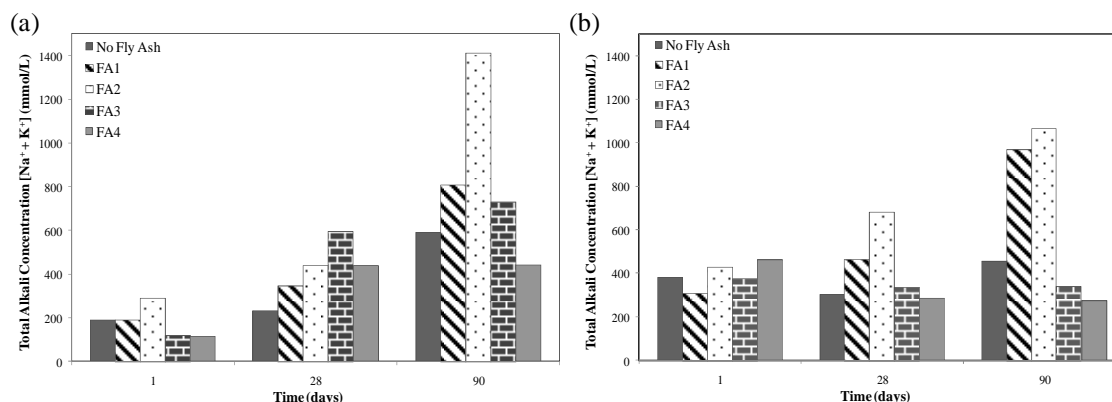 (a)
Total Alkali Concentration [Na⁺ + K⁺] (mmol/L)
1400
1200
1000
800
600
400
200
0
No Fly Ash
FA1
FA2
FA3
FA4
1 28 90
Time (days)
(b)
Total Alkali Concentration [Na⁺ + K⁺] (mmol/L)
1400
1200
1000
800
600
400
200
0
No Fly Ash
FA1
FA2
FA3
FA4
1 28 90
Time (days)